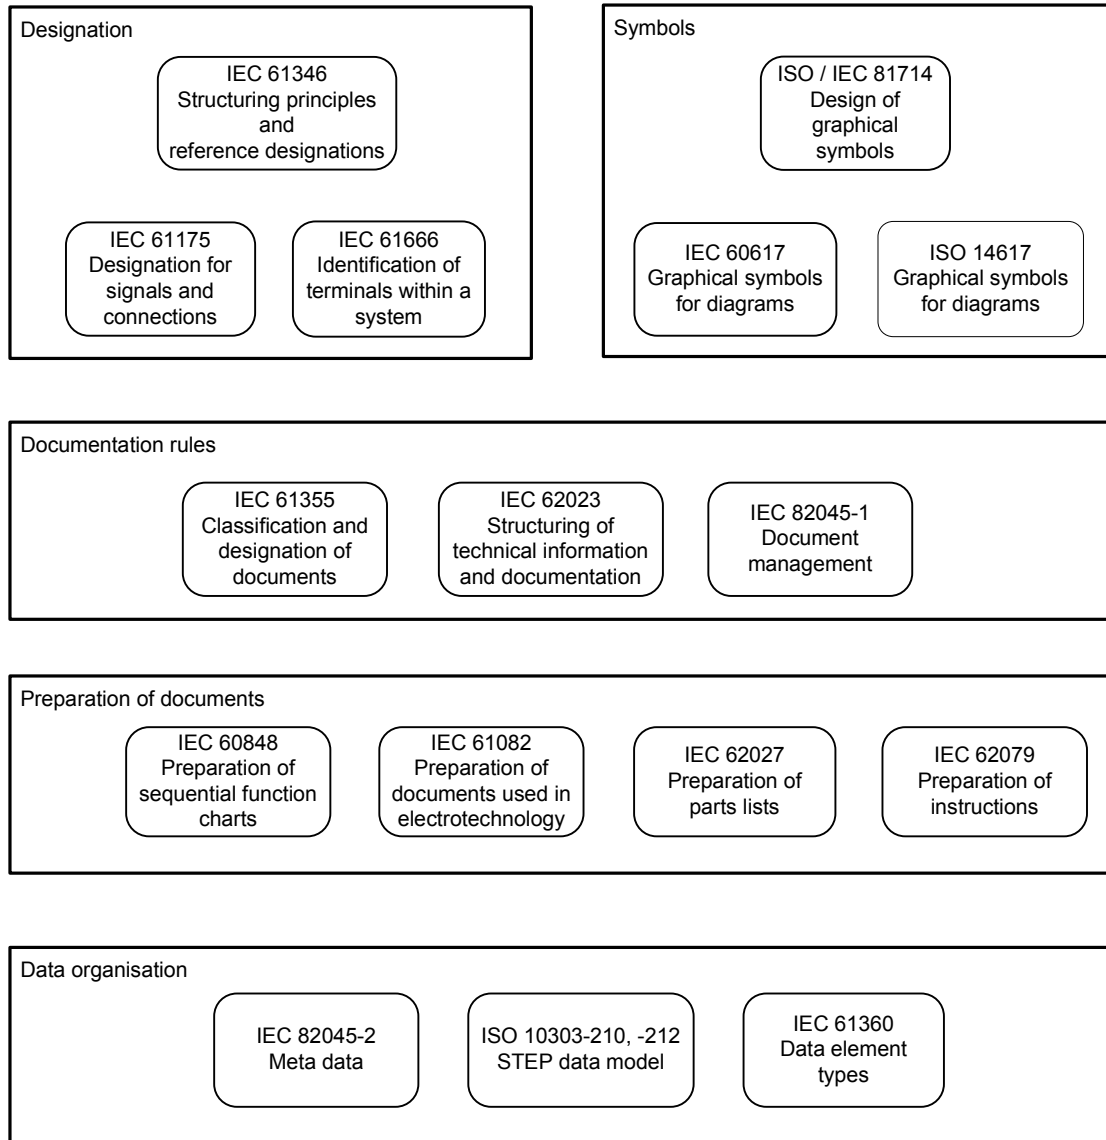 Designation
IEC 61346
Structuring principles
and
reference designations
IEC 61175
Designation for
signals and
connections
IEC 61666
Identification of
terminals within a
system
Symbols
ISO / IEC 81714
Design of
graphical
symbols
IEC 60617
Graphical symbols
for diagrams
ISO 14617
Graphical symbols
for diagrams
Documentation rules
IEC 61355
Classification and
designation of
documents
IEC 62023
Structuring of
technical information
and documentation
IEC 82045-1
Document
management
Preparation of documents
IEC 60848
Preparation of
sequential function
charts
IEC 61082
Preparation of
documents used in
electrotechnology
IEC 62027
Preparation of
parts lists
IEC 62079
Preparation of
instructions
Data organisation
IEC 82045-2
Meta data
ISO 10303-210, -212
STEP data model
IEC 61360
Data element
types